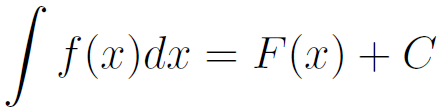 ∫ f(x)dx = F(x) + C